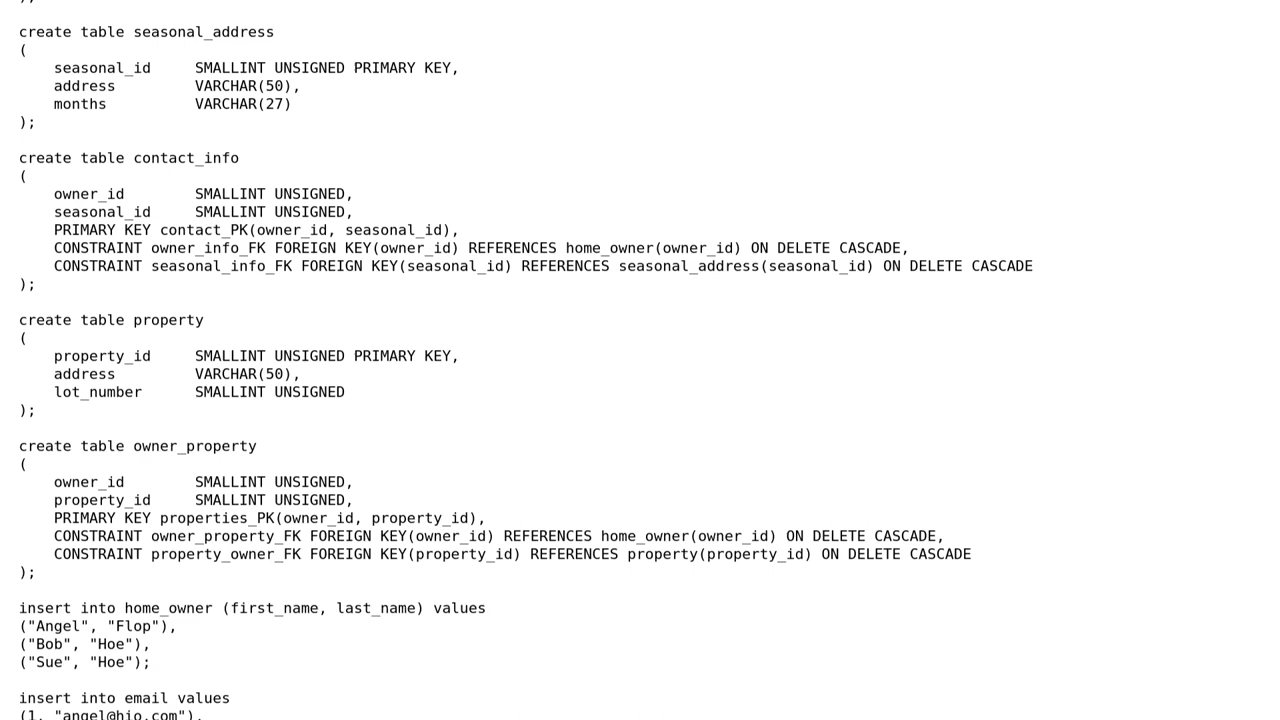 );
create table seasonal_address
(
    seasonal_id     SMALLINT UNSIGNED PRIMARY KEY,
    address         VARCHAR(50),
    months          VARCHAR(27)
);
create table contact_info
(
    owner_id        SMALLINT UNSIGNED,
    seasonal_id     SMALLINT UNSIGNED,
    PRIMARY KEY contact_PK(owner_id, seasonal_id),
    CONSTRAINT owner_info_FK FOREIGN KEY(owner_id) REFERENCES home_owner(owner_id) ON DELETE CASCADE,
    CONSTRAINT seasonal_info_FK FOREIGN KEY(seasonal_id) REFERENCES seasonal_address(seasonal_id) ON DELETE CASCADE
);
create table property
(
    property_id     SMALLINT UNSIGNED PRIMARY KEY,
    address         VARCHAR(50),
    lot_number      SMALLINT UNSIGNED
);
create table owner_property
(
    owner_id        SMALLINT UNSIGNED,
    property_id     SMALLINT UNSIGNED,
    PRIMARY KEY properties_PK(owner_id, property_id),
    CONSTRAINT owner_property_FK FOREIGN KEY(owner_id) REFERENCES home_owner(owner_id) ON DELETE CASCADE,
    CONSTRAINT property_owner_FK FOREIGN KEY(property_id) REFERENCES property(property_id) ON DELETE CASCADE
);
insert into home_owner (first_name, last_name) values
("Angel", "Flop"),
("Bob", "Hoe"),
("Sue", "Hoe");
insert into email values
(1, "angel@hio.com"),